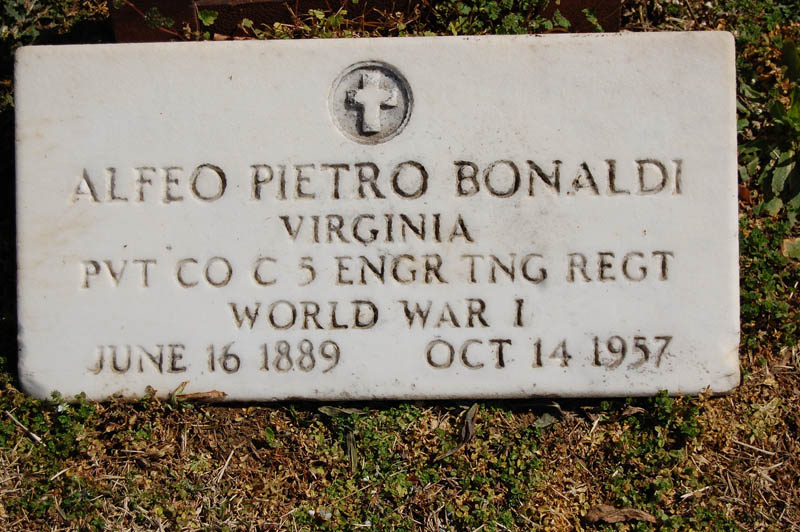 ALFEO PIETRO BONALDI
VIRGINIA
PVT CO C 5 ENGR TNG REGT
WORLD WAR I
JUNE 16 1889 OCT 14 1957